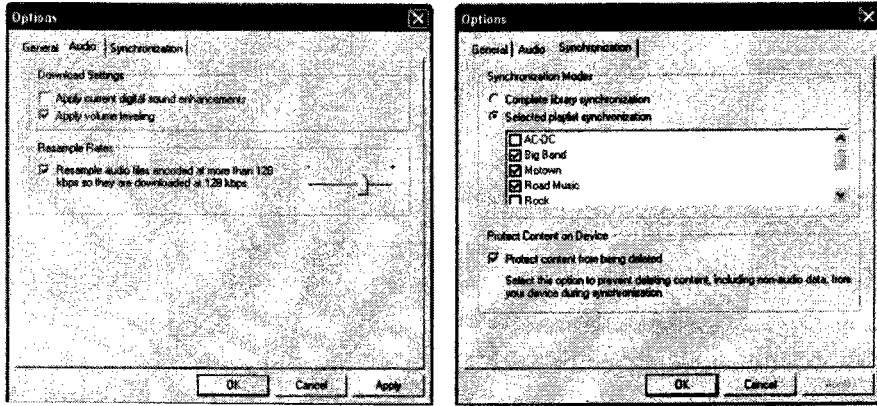 Options
General Audio Synchronization
Download Settings
Apply current digital sound enhancements
Apply volume leveling
Resample Rates
Resample audio files encoded at more than 128
kbps so they are downloaded at 128 kbps
- +
OK Cancel Apply
Options
General Audio Synchronization
Synchronization Modes
Complete library synchronization
Selected playlist synchronization
AC-DC
Big Band
Motown
Road Music
Rock
Protect Content on Device
Protect content from being deleted
Select this option to prevent deleting content, including non-audio data, from
your device during synchronization
OK Cancel